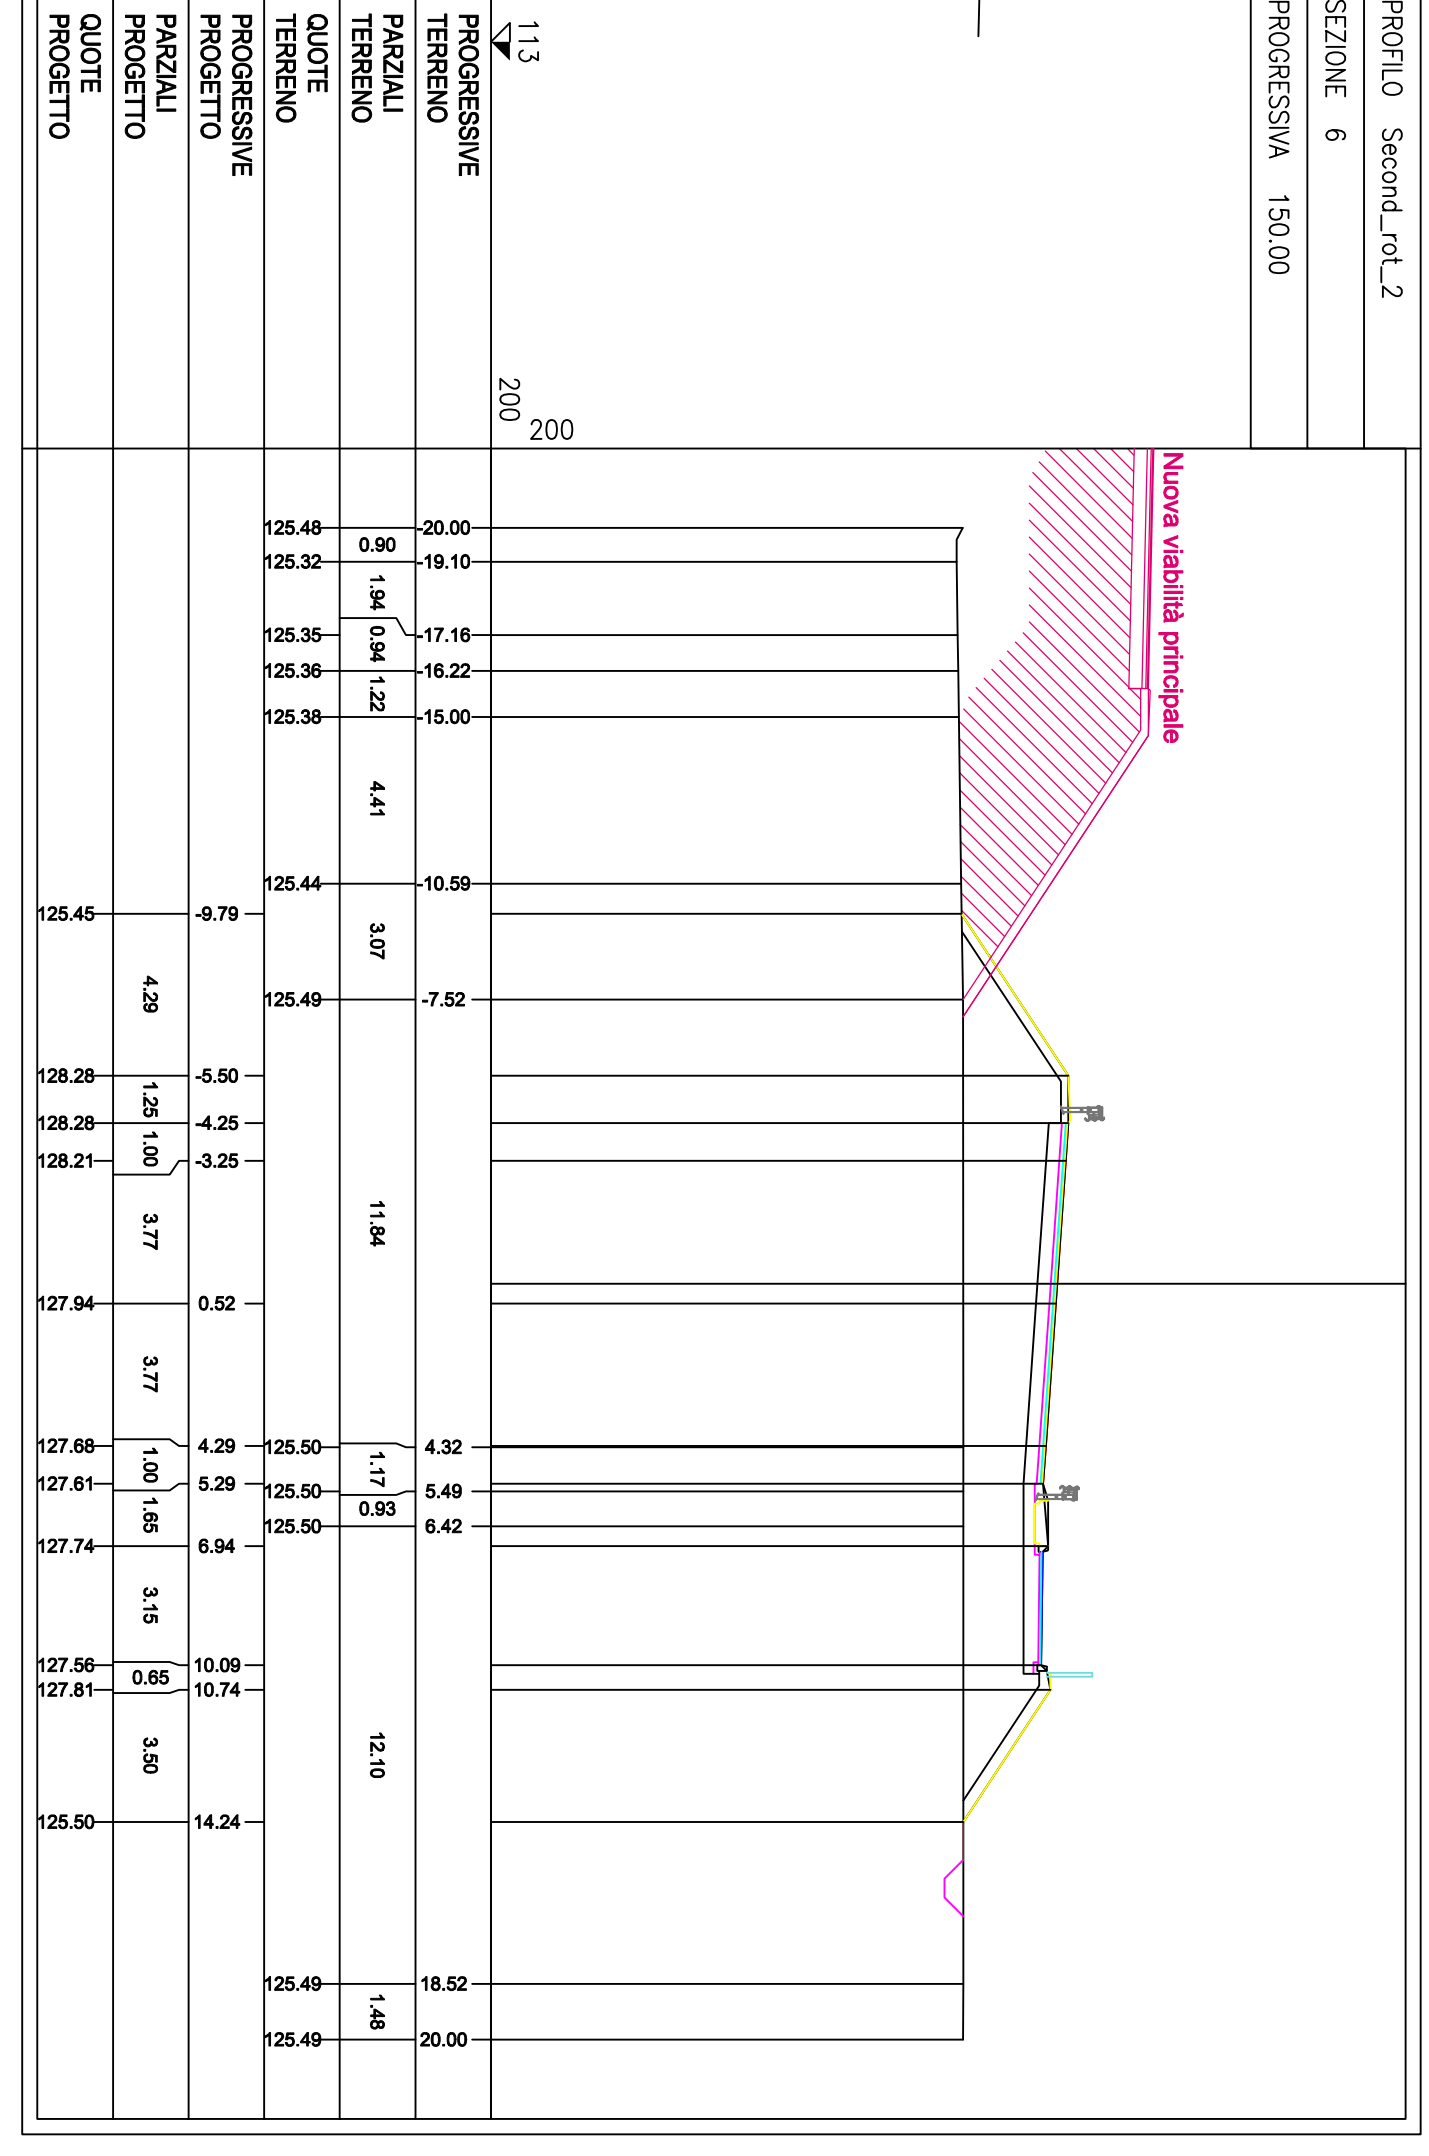 PROFILO Second_rot_2
SEZIONE 6
PROGRESSIVA 150.00
Nuova viabilità principale
200
200
113
PROGRESSIVE TERRENO
-20.00 -19.10 -17.16 -16.22 -15.00 -10.59 -7.52 4.32 5.49 6.42 18.52 20.00
PARZIALI TERRENO
0.90 1.94 0.94 1.22 4.41 3.07 11.84 1.17 0.93 12.10 1.48
QUOTE TERRENO
125.48 125.32 125.35 125.36 125.38 125.44 125.49 125.50 125.50 125.50 125.49 125.49
PROGRESSIVE PROGETTO
-9.79 -5.50 -4.25 -3.25 0.52 4.29 5.29 6.94 10.09 10.74 14.24
PARZIALI PROGETTO
4.29 1.25 1.00 3.77 3.77 1.00 1.65 3.15 0.65 3.50
QUOTE PROGETTO
125.45 128.28 128.28 128.21 127.94 127.68 127.61 127.74 127.56 127.81 125.50